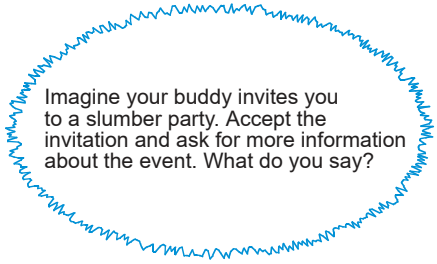 Imagine your buddy invites you
to a slumber party. Accept the
invitation and ask for more information
about the event. What do you say?